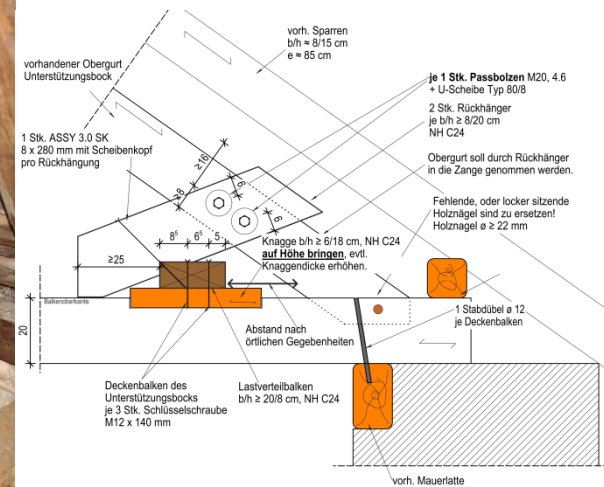 vorh. Sparren
b/h ≈ 8/15 cm
e ≈ 85 cm
vorhandener Obergurt
Unterstützungsbock
je 1 Stk. Passbolzen M20, 4.6
+ U-Scheibe Typ 80/8
2 Stk. Rückhänger
je b/h ≥ 8/20 cm
NH C24
1 Stk. ASSY 3.0 SK
8 x 280 mm mit Scheibenkopf
pro Rückhängung
Obergurt soll durch Rückhänger
in die Zange genommen werden.
≥16
≥8
6
6
Fehlende, oder locker sitzende
Holznägel sind zu ersetzen!
Holznagel ø ≥ 22 mm
8⁵
6⁵
5
Knagge b/h ≥ 6/18 cm, NH C24
auf Höhe bringen, evtl.
Knaggendicke erhöhen.
≥25
Balkenoberkante
20
1 Stabdübel ø 12
je Deckenbalken
Abstand nach
örtlichen Gegebenheiten
Deckenbalken des
Unterstützungsbocks
je 3 Stk. Schlüsselschraube
M12 x 140 mm
Lastverteilbalken
b/h ≥ 20/8 cm, NH C24
vorh. Mauerlatte